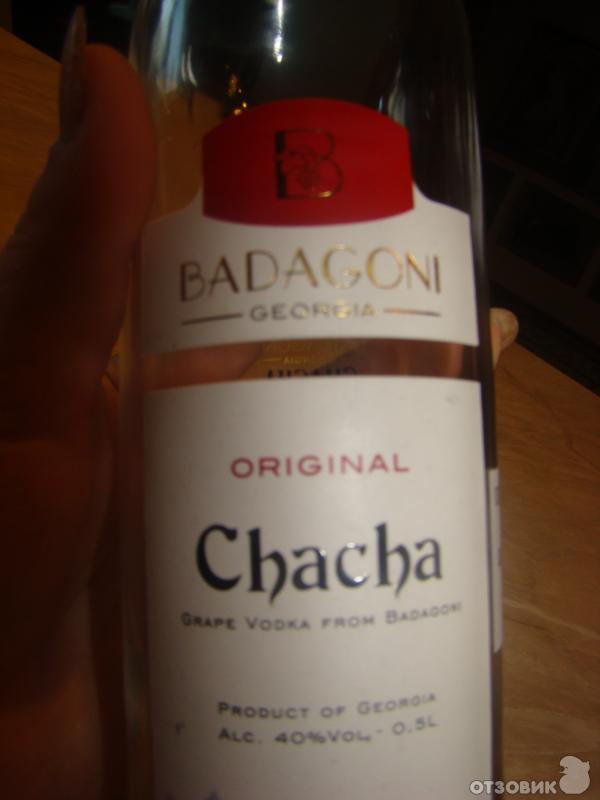 B
BADAGONI
GEORGIA
ORIGINAL
Chacha
GRAPE VODKA FROM BADAGONI
PRODUCT OF GEORGIA
ALC. 40%VOL. - 0,5L
ОТЗОВИК